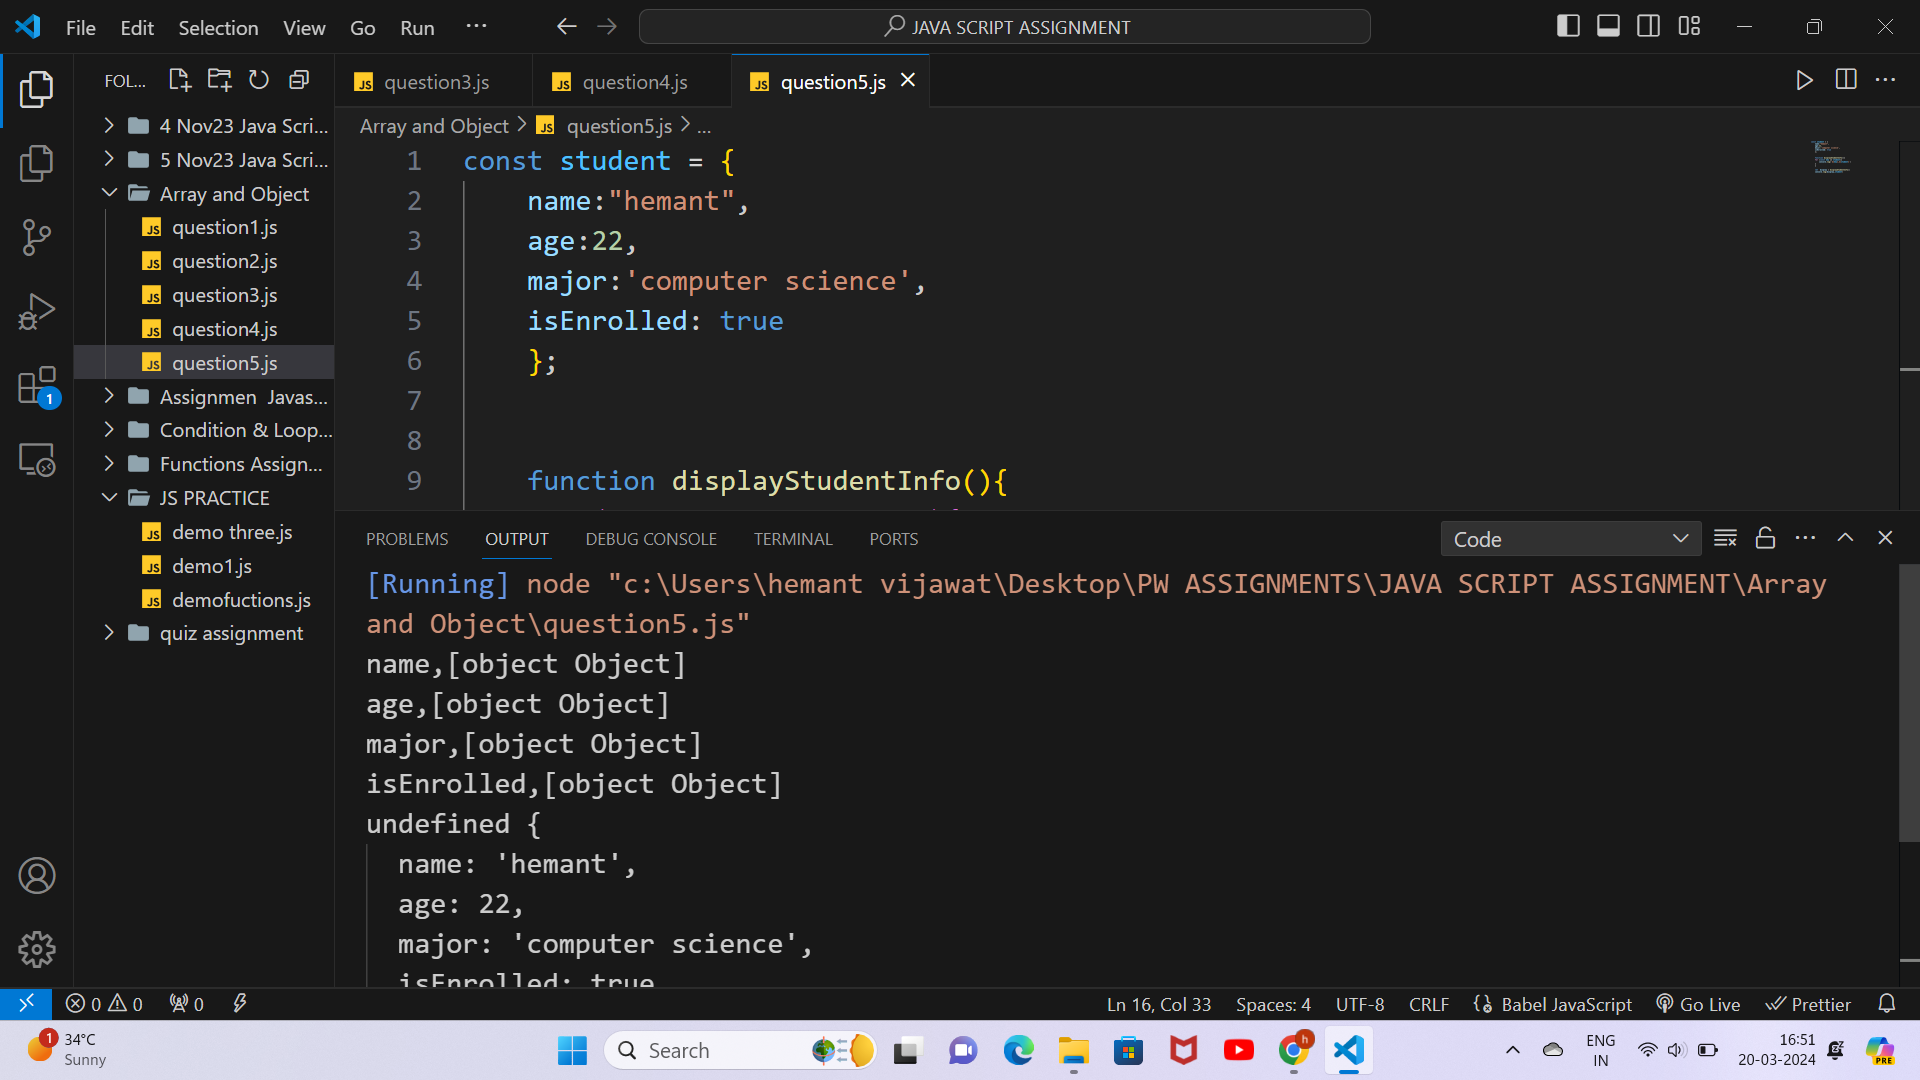 File Edit Selection View Go Run ···
JAVA SCRIPT ASSIGNMENT
FOL...
4 Nov23 Java Scri...
5 Nov23 Java Scri...
Array and Object
question1.js
question2.js
question3.js
question4.js
question5.js
Assignmen Javas...
Condition & Loop...
Functions Assign...
JS PRACTICE
demo three.js
demo1.js
demofuctions.js
quiz assignment
1
question3.js question4.js question5.js
Array and Object > question5.js > ...
1 const student = {
2 name:"hemant",
3 age:22,
4 major:'computer science',
5 isEnrolled: true
6 };
7
8
9 function displayStudentInfo(){
PROBLEMS OUTPUT DEBUG CONSOLE TERMINAL PORTS
Code
[Running] node "c:\Users\hemant vijawat\Desktop\PW ASSIGNMENTS\JAVA SCRIPT ASSIGNMENT\Array
and Object\question5.js"
name,[object Object]
age,[object Object]
major,[object Object]
isEnrolled,[object Object]
undefined {
name: 'hemant',
age: 22,
major: 'computer science',
isEnrolled: true
0 0 0 Ln 16, Col 33 Spaces: 4 UTF-8 CRLF Babel JavaScript Go Live Prettier
1 34°C
Sunny
Search
h
ENG
IN
16:51
20-03-2024
PRE